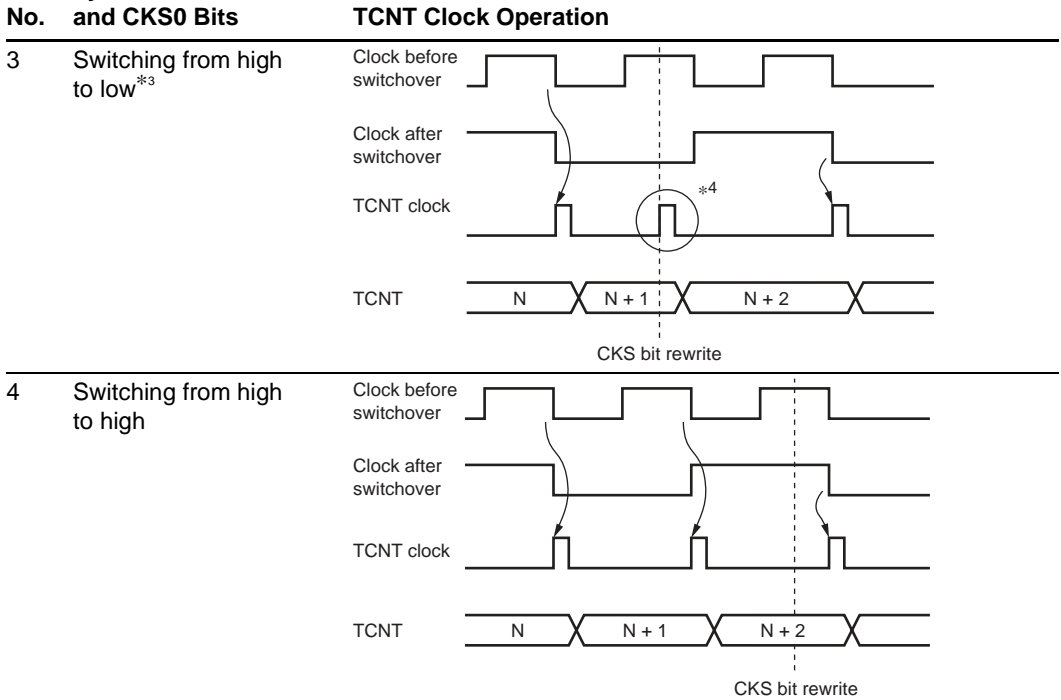 No. and CKS0 Bits TCNT Clock Operation
3 Switching from high to low*3
Clock before switchover
Clock after switchover
TCNT clock
*4
TCNT N N + 1 N + 2
CKS bit rewrite
4 Switching from high to high
Clock before switchover
Clock after switchover
TCNT clock
TCNT N N + 1 N + 2
CKS bit rewrite